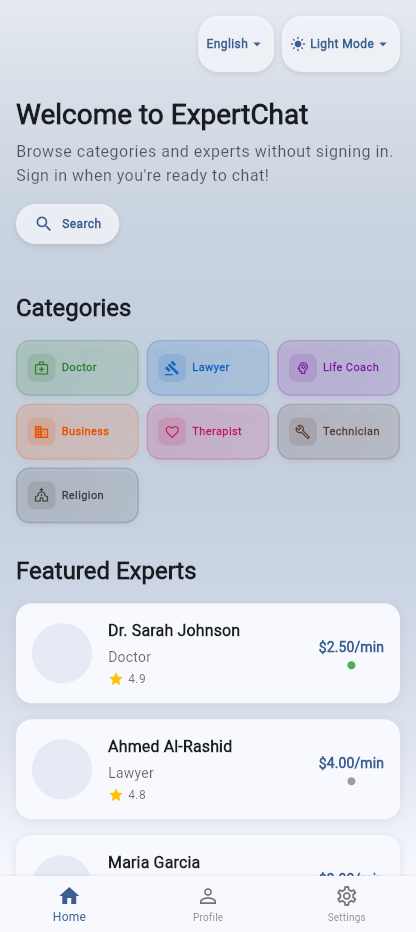 English
Light Mode
Welcome to ExpertChat
Browse categories and experts without signing in.
Sign in when you're ready to chat!
Search
Categories
Doctor
Lawyer
Life Coach
Business
Therapist
Technician
Religion
Featured Experts
Dr. Sarah Johnson
Doctor
4.9
$2.50/min
Ahmed Al-Rashid
Lawyer
4.8
$4.00/min
Maria Garcia
Home
Profile
Settings